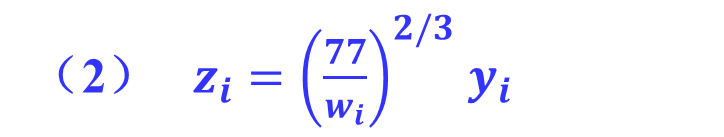 （2） z_i = (77/w_i)^{2/3} y_i